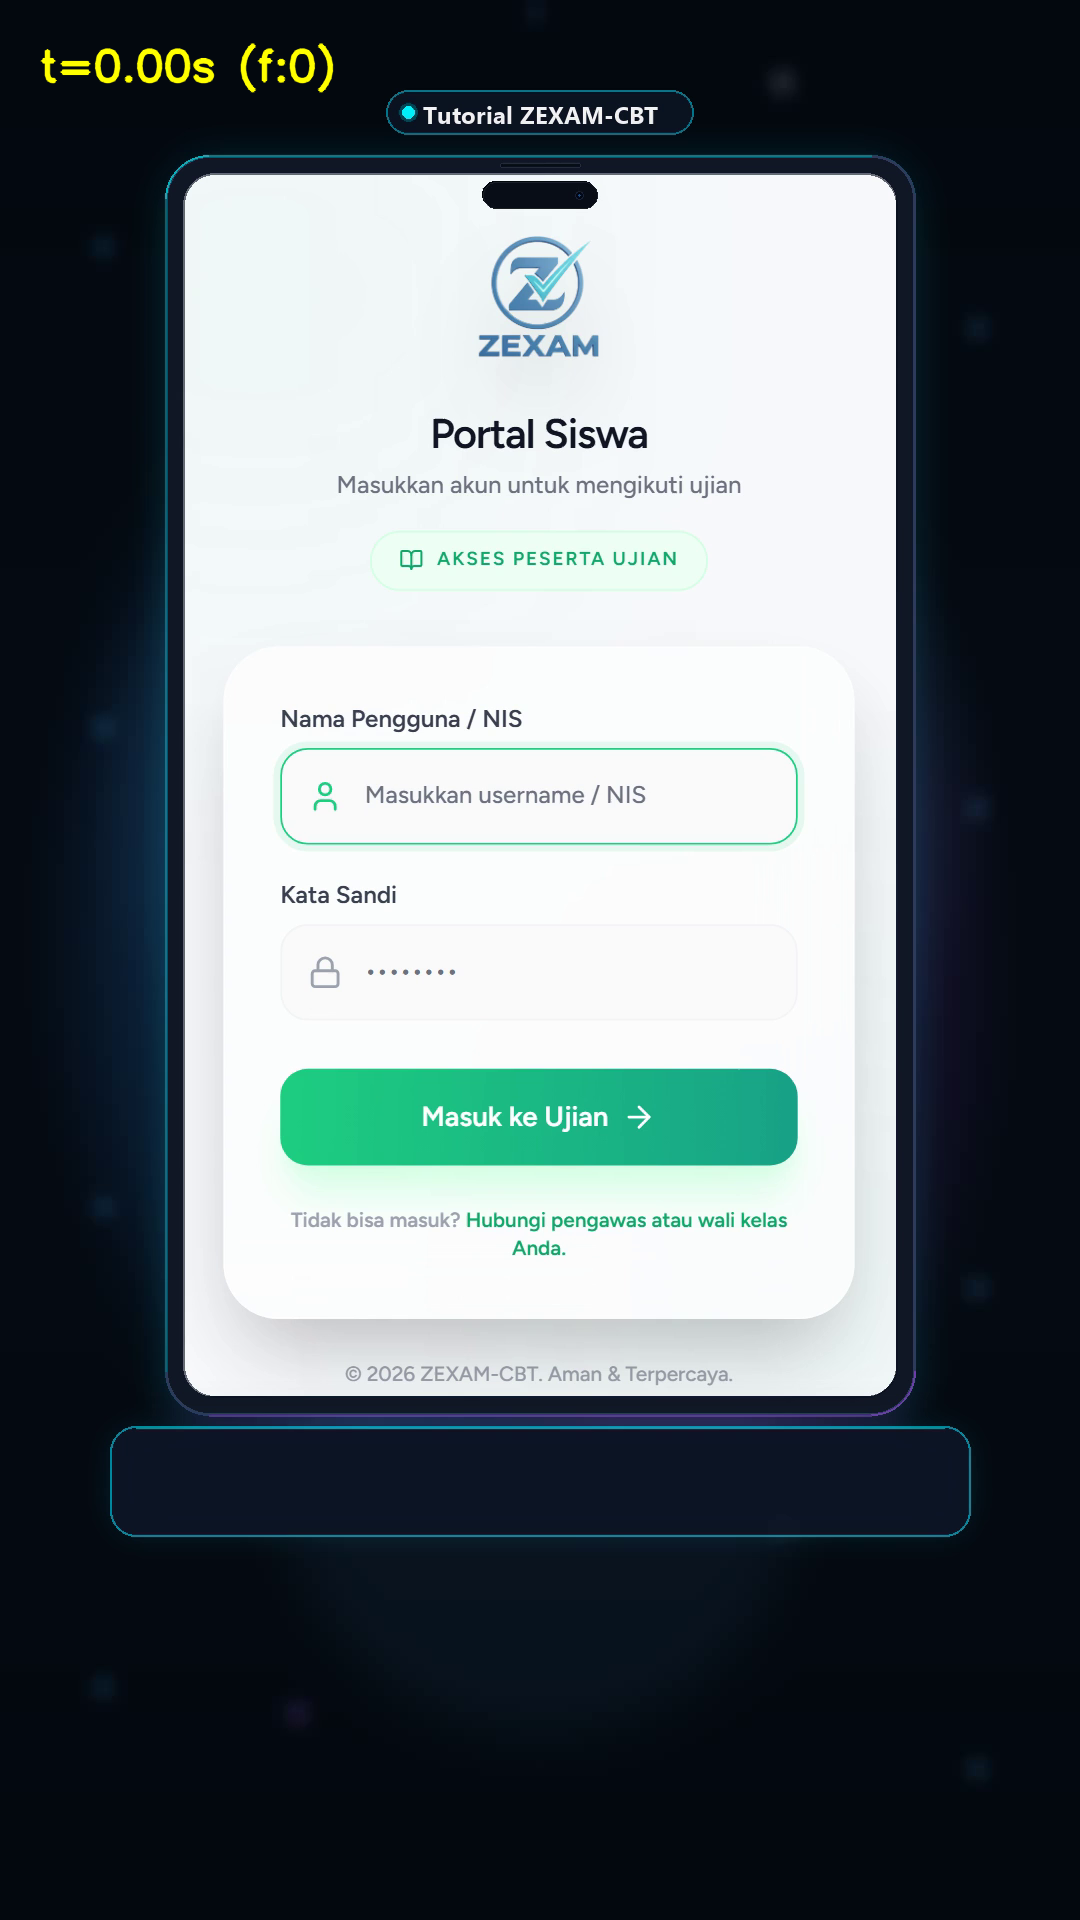 t=0.00s (f:0)
Tutorial ZEXAM-CBT
ZEXAM
Portal Siswa
Masukkan akun untuk mengikuti ujian
AKSES PESERTA UJIAN
Nama Pengguna / NIS
Masukkan username / NIS
Kata Sandi
••••••••
Masuk ke Ujian →
Tidak bisa masuk? Hubungi pengawas atau wali kelas
Anda.
© 2026 ZEXAM-CBT. Aman & Terpercaya.